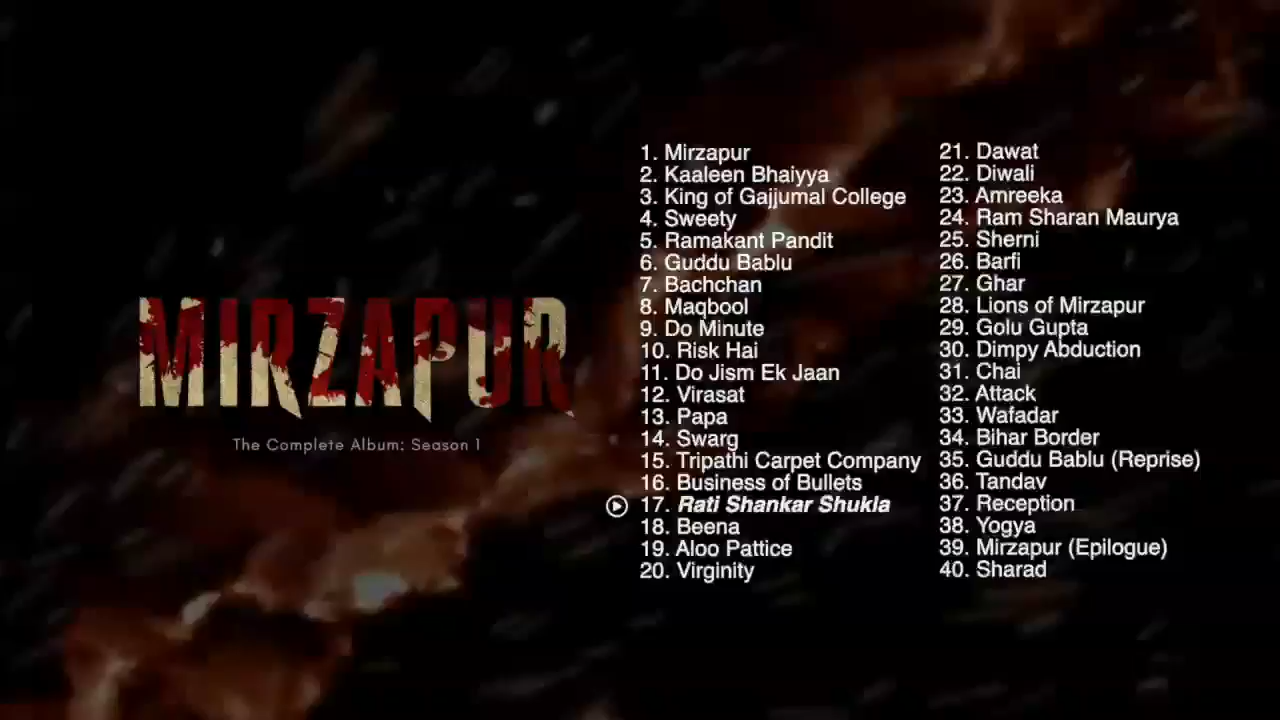 MIRZAPUR
The Complete Album: Season 1
1. Mirzapur
2. Kaaleen Bhaiyya
3. King of Gajjumal College
4. Sweety
5. Ramakant Pandit
6. Guddu Bablu
7. Bachchan
8. Maqbool
9. Do Minute
10. Risk Hai
11. Do Jism Ek Jaan
12. Virasat
13. Papa
14. Swarg
15. Tripathi Carpet Company
16. Business of Bullets
17. Rati Shankar Shukla
18. Beena
19. Aloo Pattice
20. Virginity
21. Dawat
22. Diwali
23. Amreeka
24. Ram Sharan Maurya
25. Sherni
26. Barfi
27. Ghar
28. Lions of Mirzapur
29. Golu Gupta
30. Dimpy Abduction
31. Chai
32. Attack
33. Wafadar
34. Bihar Border
35. Guddu Bablu (Reprise)
36. Tandav
37. Reception
38. Yogya
39. Mirzapur (Epilogue)
40. Sharad